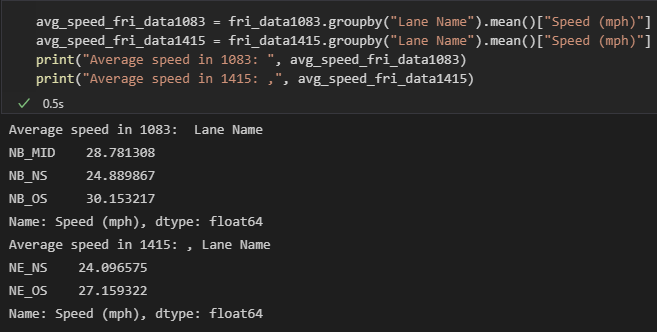 avg_speed_fri_data1083 = fri_data1083.groupby("Lane Name").mean()["Speed (mph)"]
avg_speed_fri_data1415 = fri_data1415.groupby("Lane Name").mean()["Speed (mph)"]
print("Average speed in 1083: ", avg_speed_fri_data1083)
print("Average speed in 1415: ,", avg_speed_fri_data1415)
✓ 0.5s
Average speed in 1083:  Lane Name
NB_MID    28.781308
NB_NS     24.889867
NB_OS     30.153217
Name: Speed (mph), dtype: float64
Average speed in 1415: , Lane Name
NE_NS    24.096575
NE_OS    27.159322
Name: Speed (mph), dtype: float64